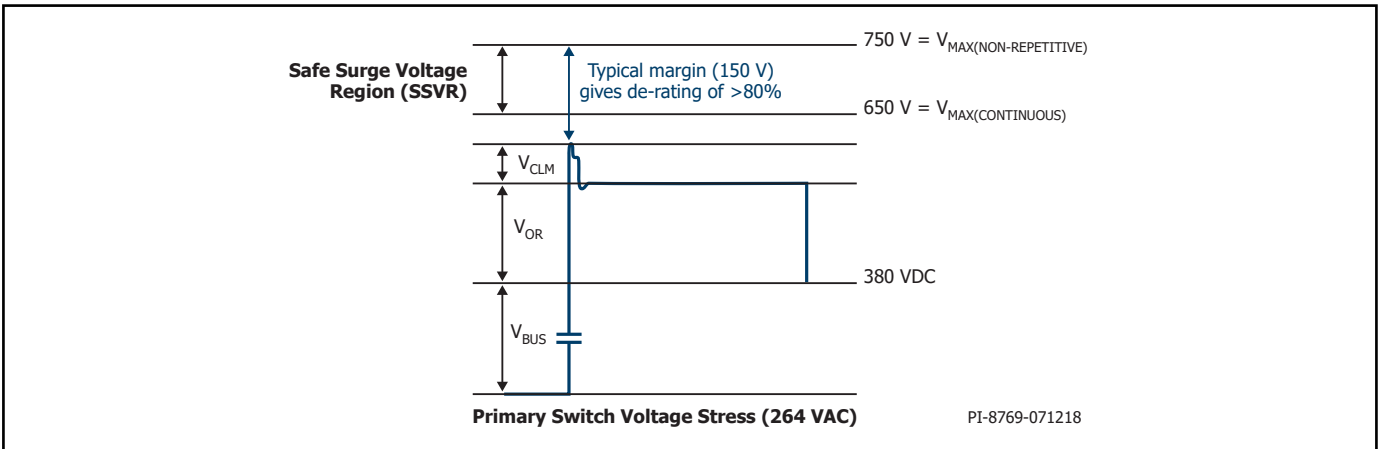 750 V = VMAX(NON-REPETITIVE)
Safe Surge Voltage
Region (SSVR)
Typical margin (150 V)
gives de-rating of >80%
650 V = VMAX(CONTINUOUS)
VCLM
VOR
380 VDC
VBUS
Primary Switch Voltage Stress (264 VAC)
PI-8769-071218